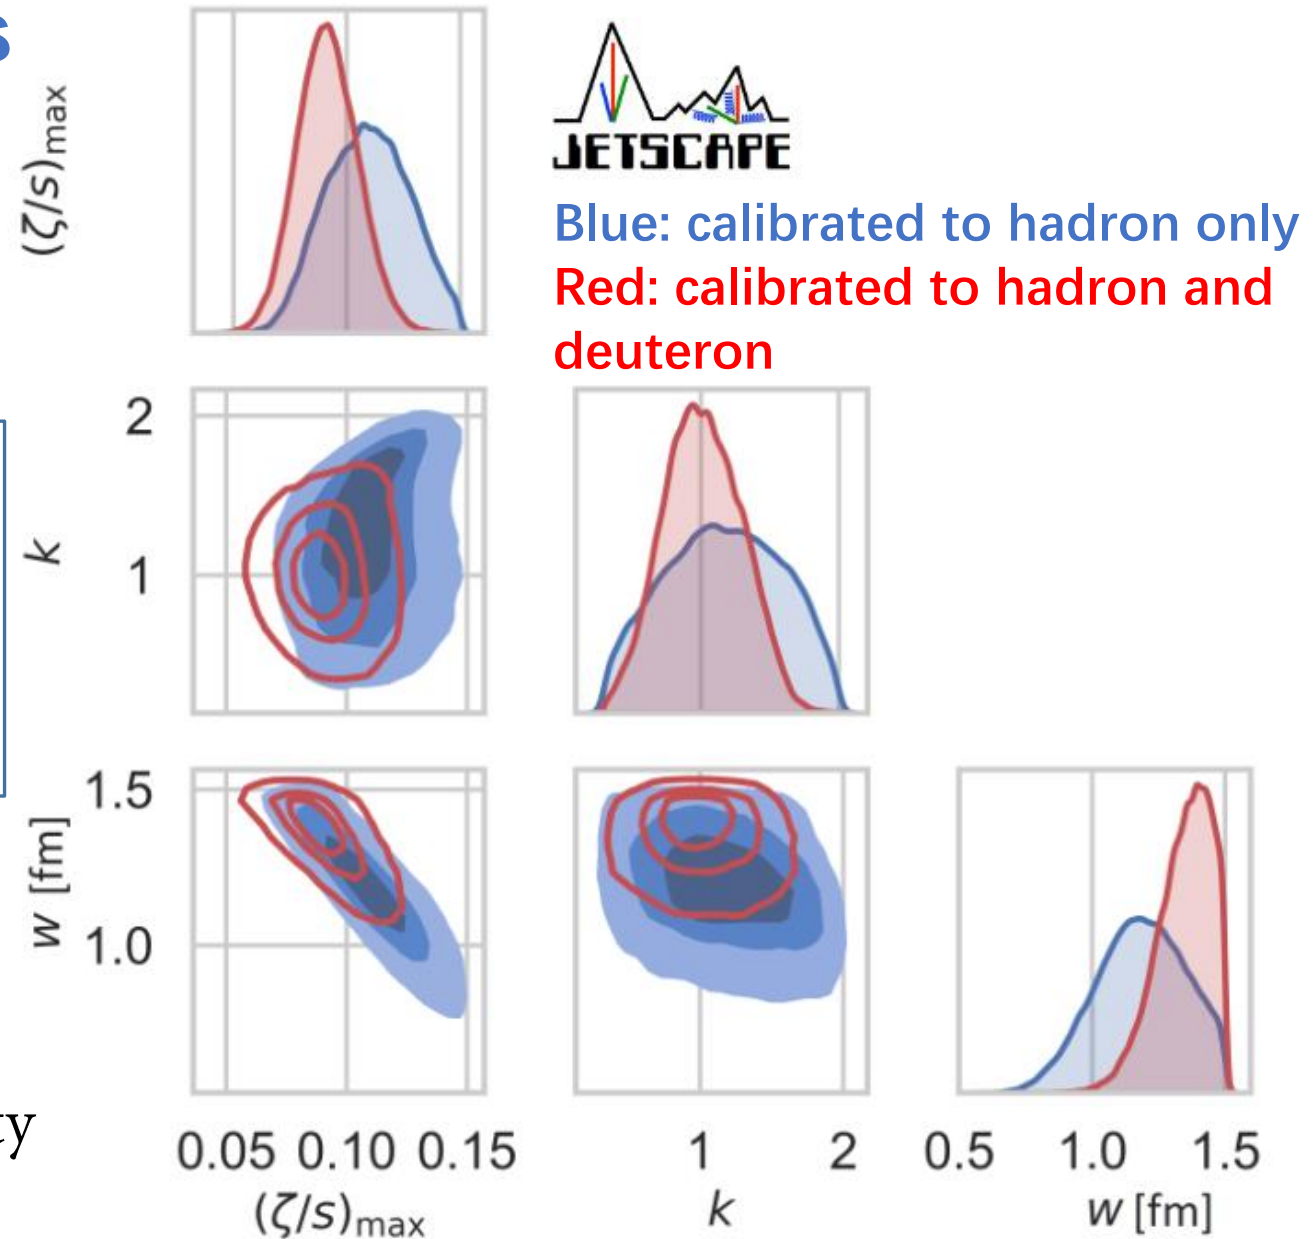 s
(ζ/s)max
JETSCAPE
Blue: calibrated to hadron only
Red: calibrated to hadron and
deuteron
2
k
1
1.5
w [fm]
1.0
ty
0.05 0.10 0.15
1 2
0.5 1.0 1.5
(ζ/s)max
k
w [fm]